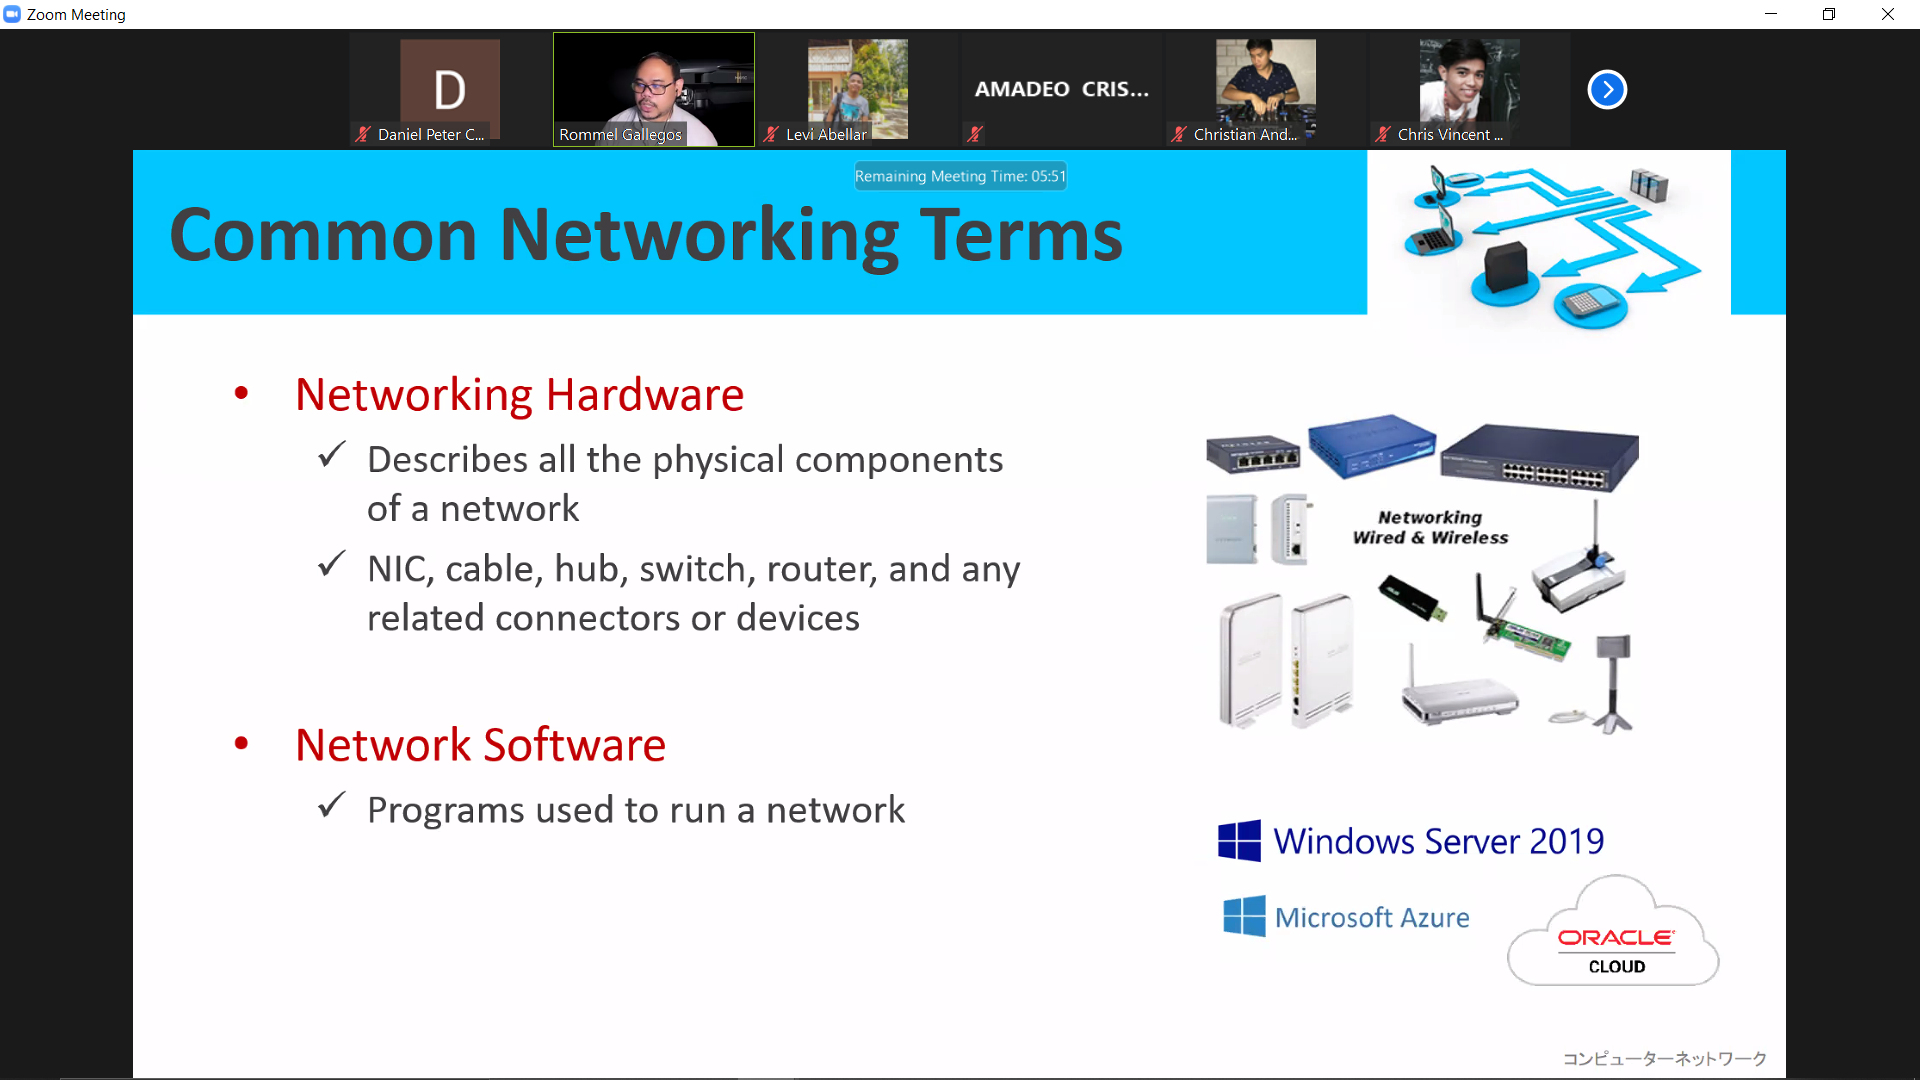 Zoom Meeting
D
AMADEO CRIS...
Daniel Peter C...
Rommel Gallegos
Levi Abellar
Christian And...
Chris Vincent ...
Remaining Meeting Time: 05:51
Common Networking Terms
• Networking Hardware
✓ Describes all the physical components
of a network
✓ NIC, cable, hub, switch, router, and any
related connectors or devices
Networking
Wired & Wireless
• Network Software
✓ Programs used to run a network
Windows Server 2019
Microsoft Azure
ORACLE
CLOUD
コンピューターネットワーク